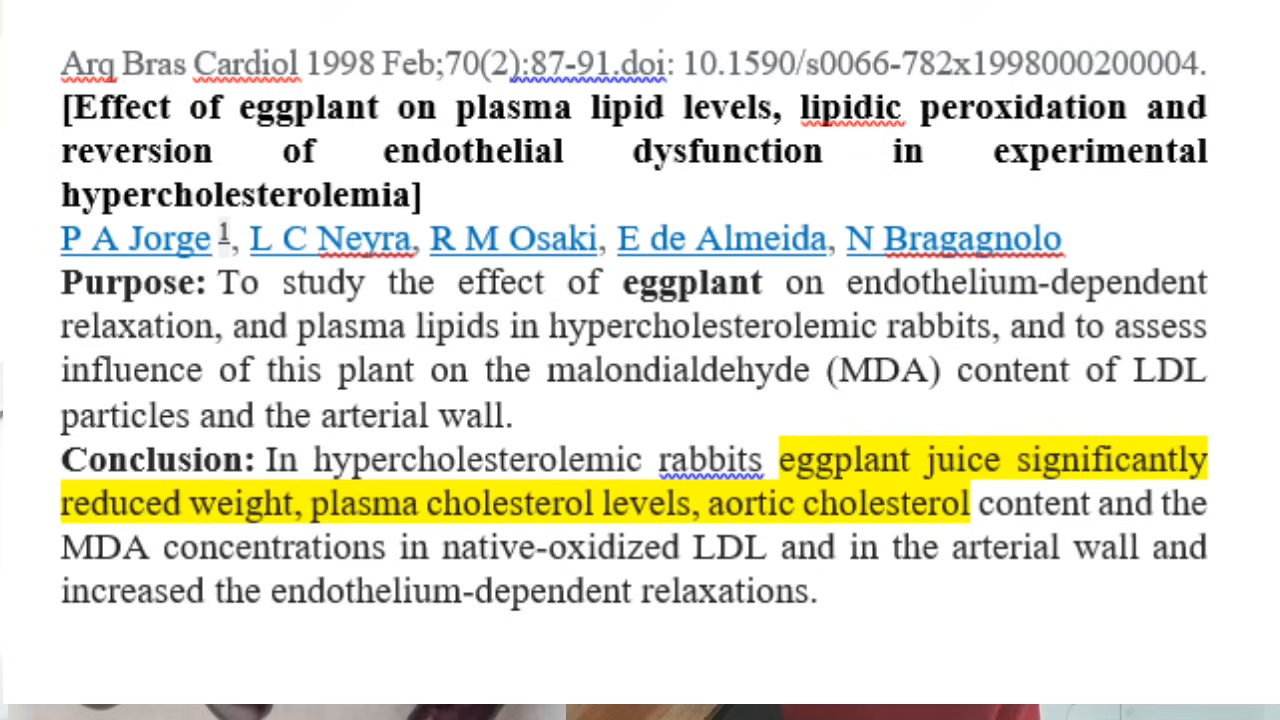 Arq Bras Cardiol 1998 Feb;70(2):87-91.doi: 10.1590/s0066-782x1998000200004.
[Effect of eggplant on plasma lipid levels, lipidic peroxidation and
reversion of endothelial dysfunction in experimental
hypercholesterolemia]
P A Jorge 1, L C Neyra, R M Osaki, E de Almeida, N Bragagnolo
Purpose: To study the effect of eggplant on endothelium-dependent
relaxation, and plasma lipids in hypercholesterolemic rabbits, and to assess
influence of this plant on the malondialdehyde (MDA) content of LDL
particles and the arterial wall.
Conclusion: In hypercholesterolemic rabbits eggplant juice significantly
reduced weight, plasma cholesterol levels, aortic cholesterol content and the
MDA concentrations in native-oxidized LDL and in the arterial wall and
increased the endothelium-dependent relaxations.